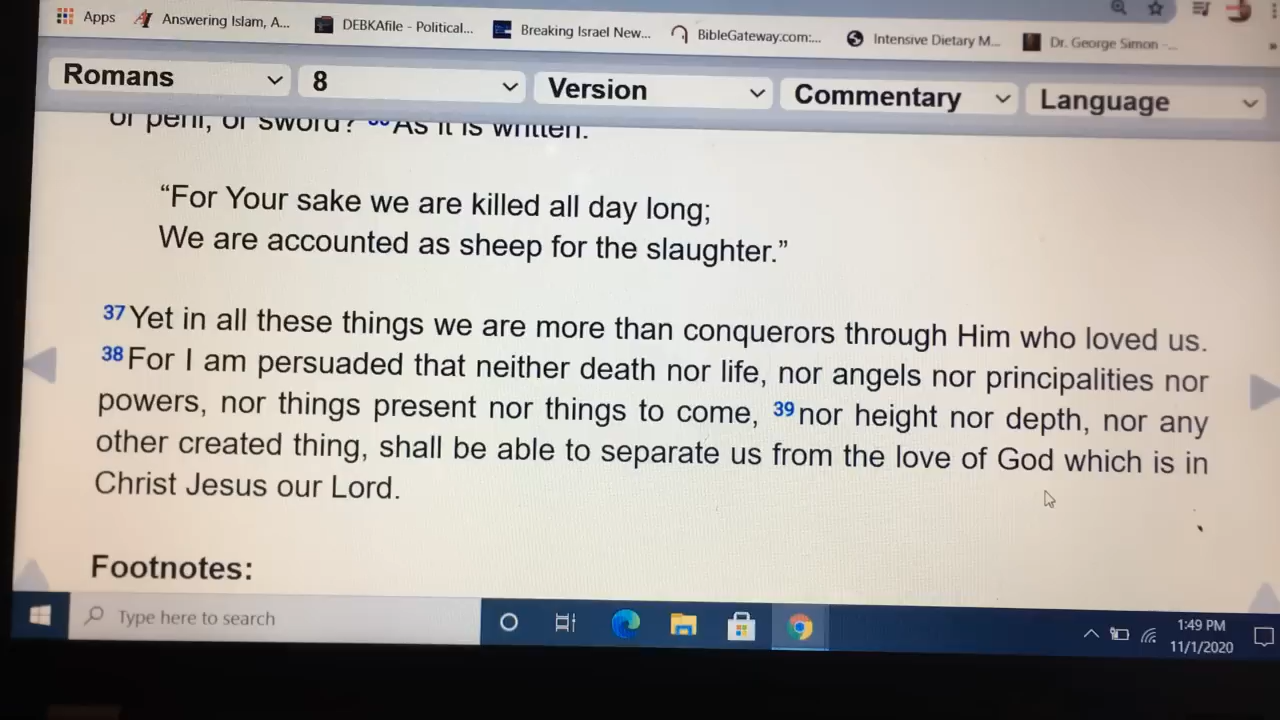 Apps Answering Islam, A... DEBKAfile - Political... Breaking Israel New... BibleGateway.com:... Intensive Dietary M... Dr. George Simon -...
Romans 8 Version Commentary Language
or peril, or sword? 36 As it is written:
“For Your sake we are killed all day long;
We are accounted as sheep for the slaughter.”
37 Yet in all these things we are more than conquerors through Him who loved us.
38 For I am persuaded that neither death nor life, nor angels nor principalities nor
powers, nor things present nor things to come, 39 nor height nor depth, nor any
other created thing, shall be able to separate us from the love of God which is in
Christ Jesus our Lord.
Footnotes:
Type here to search
1:49 PM
11/1/2020